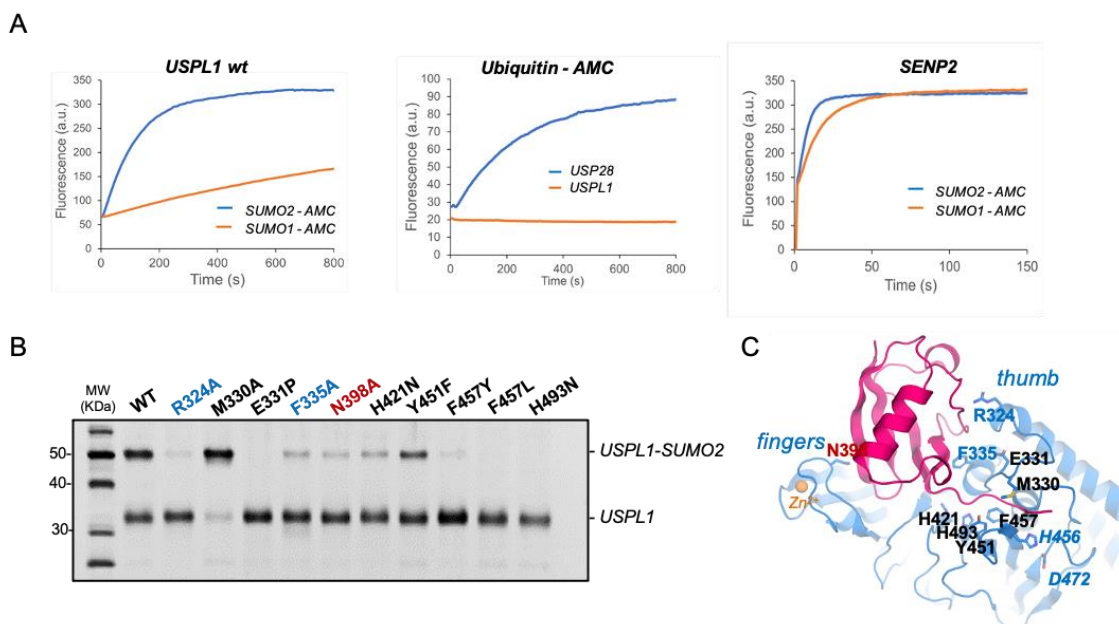 A
USPL1 wt
Fluorescence (a.u.)
350
300
250
200
150
100
50
0
SUMO2 - AMC
SUMO1 - AMC
0 200 400 600 800
Time (s)
Ubiquitin - AMC
Fluorescence (a.u.)
100
90
80
70
60
50
40
30
20
10
0
USP28
USPL1
0 200 400 600 800
Time (s)
SENP2
Fluorescence (a.u.)
350
300
250
200
150
100
50
0
SUMO2 - AMC
SUMO1 - AMC
0 50 100 150
Time (s)
B
MW
(KDa)
WT
R324A
M330A
E331P
F335A
N398A
H421N
Y451F
F457Y
F457L
H493N
50-
40-
30
USPL1-SUMO2
USPL1
C
thumb
R324
fingers
F335
E331
M330
H421
F457
H493
H456
Y451
D472